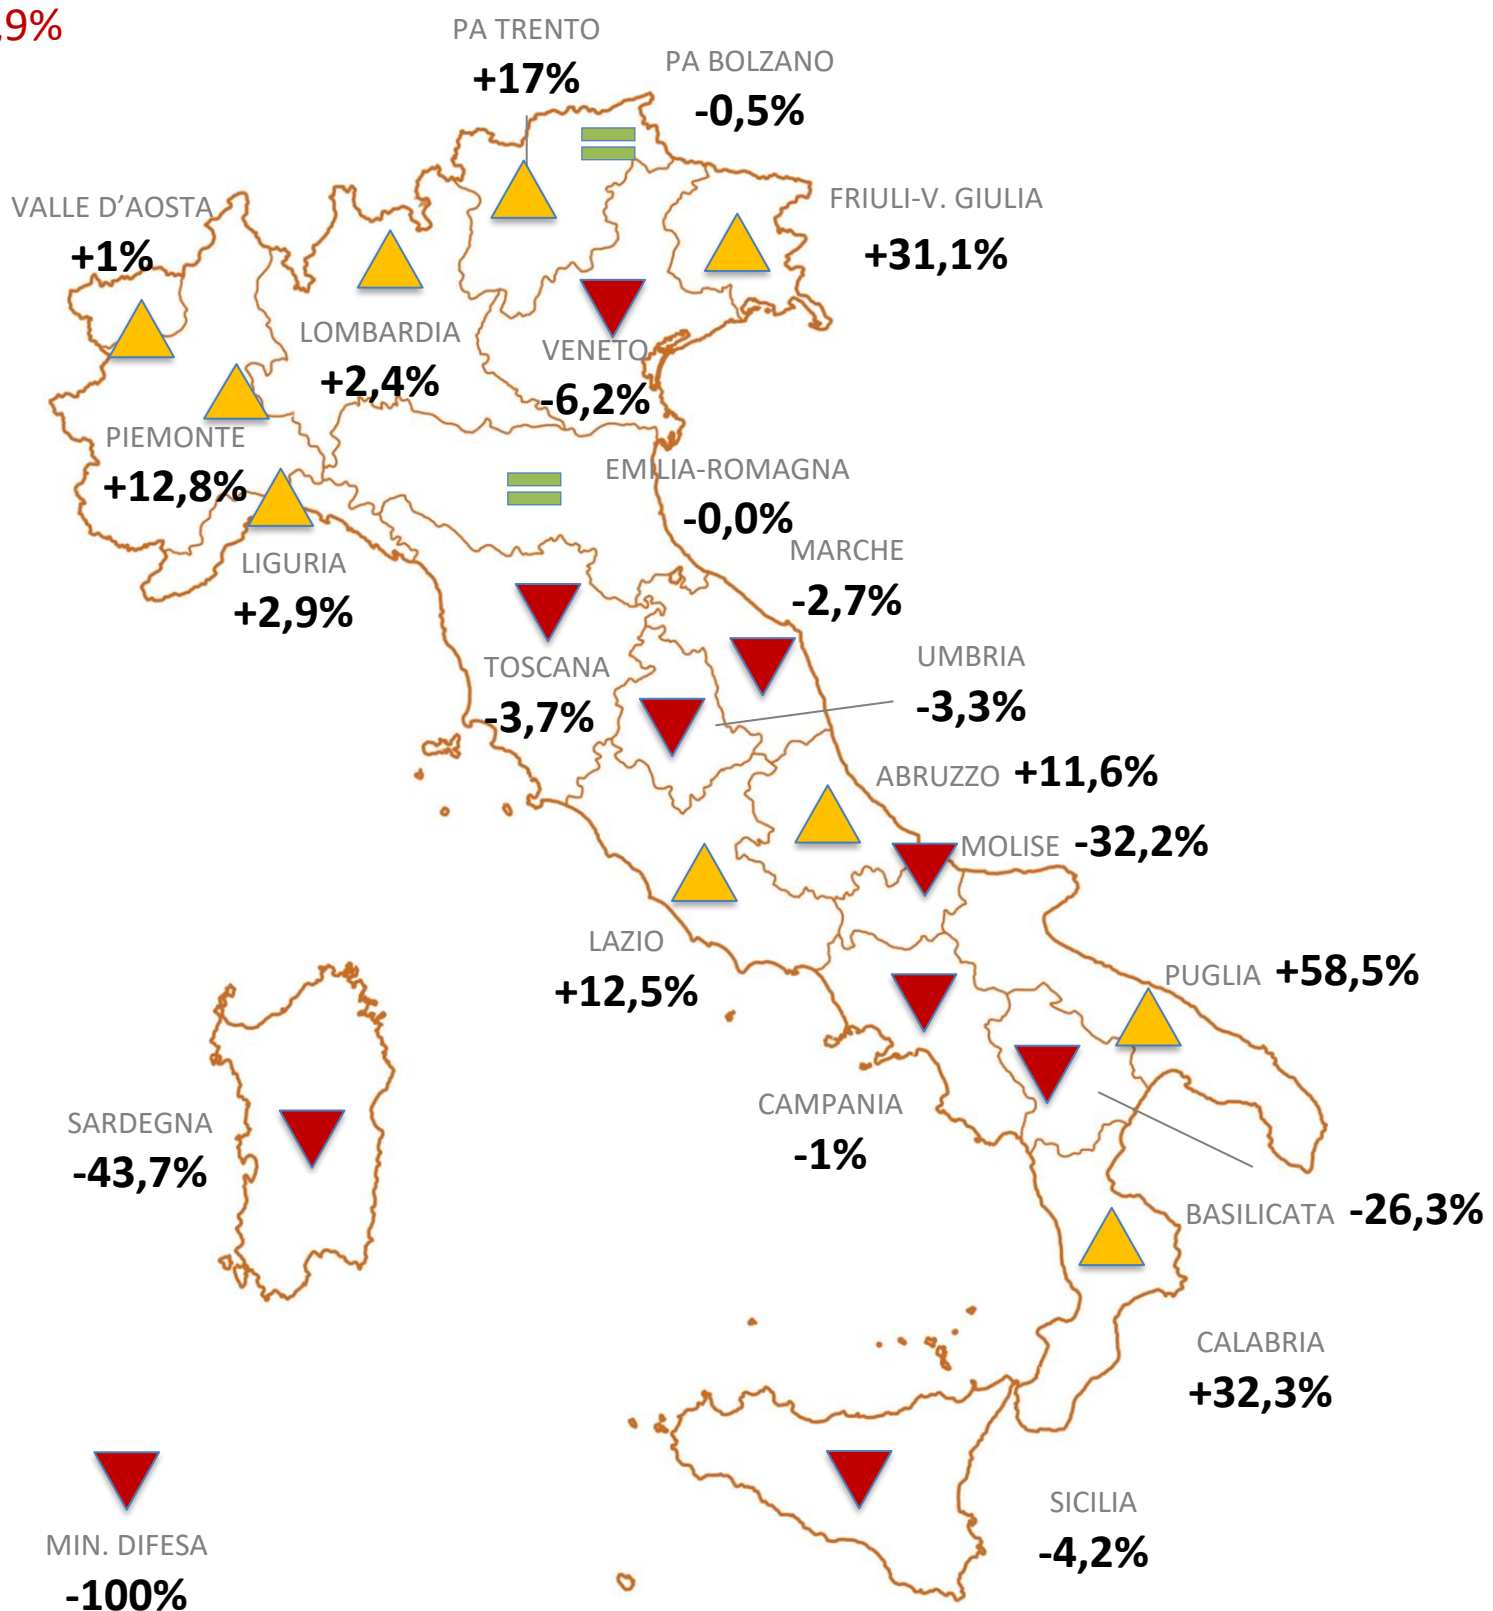 ,9%
PA TRENTO
+17%
PA BOLZANO
-0,5%
VALLE D’AOSTA
+1%
FRIULI-V. GIULIA
+31,1%
LOMBARDIA
+2,4%
VENETO
-6,2%
PIEMONTE
+12,8%
EMILIA-ROMAGNA
-0,0%
LIGURIA
+2,9%
MARCHE
-2,7%
TOSCANA
-3,7%
UMBRIA
-3,3%
ABRUZZO +11,6%
MOLISE -32,2%
LAZIO
+12,5%
PUGLIA +58,5%
CAMPANIA
-1%
SARDEGNA
-43,7%
BASILICATA -26,3%
CALABRIA
+32,3%
SICILIA
-4,2%
MIN. DIFESA
-100%